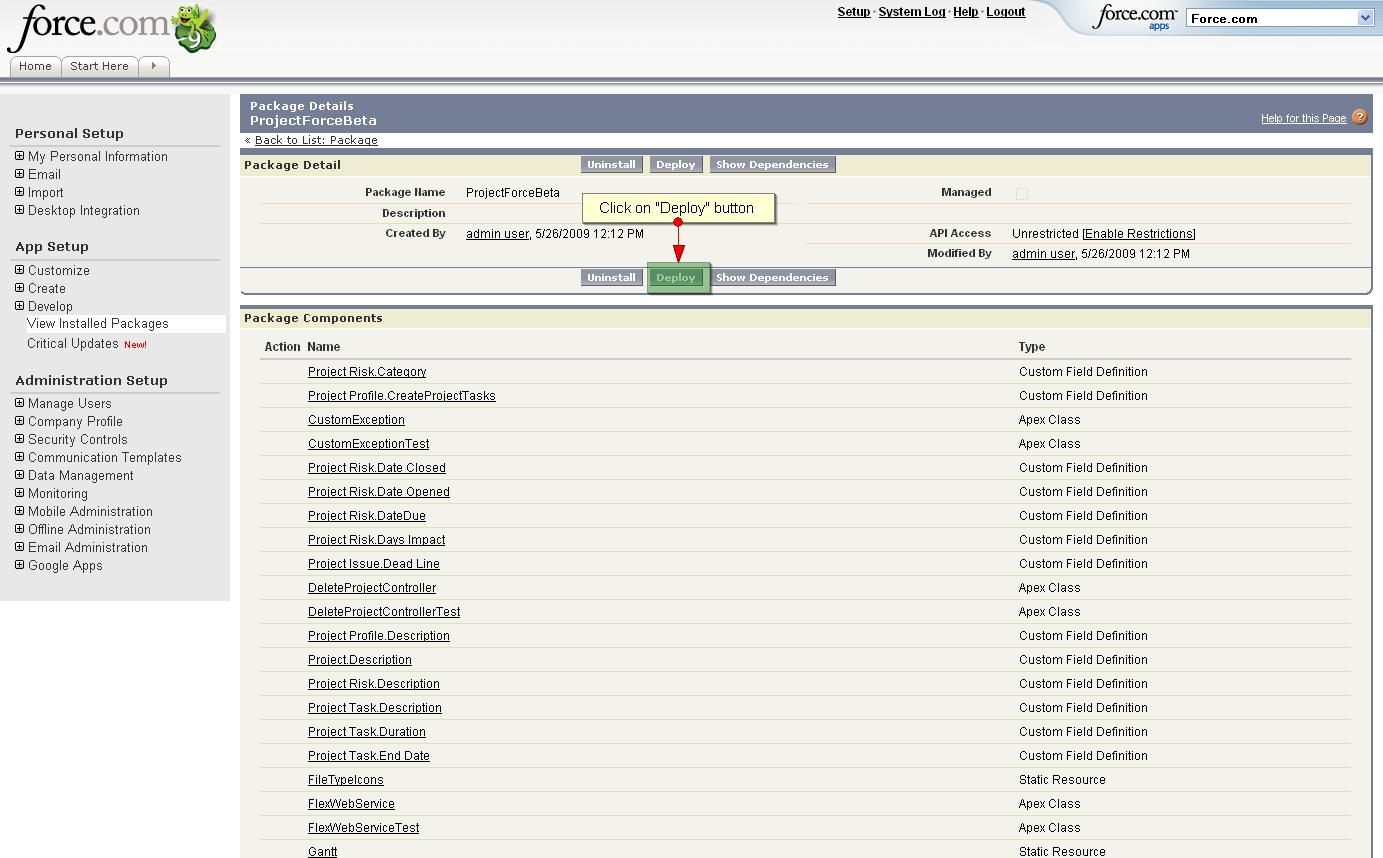 force.com
9
Setup · System Log · Help · Logout
force.com apps
Force.com
Home
Start Here
Personal Setup
My Personal Information
Email
Import
Desktop Integration
App Setup
Customize
Create
Develop
View Installed Packages
Critical Updates New!
Administration Setup
Manage Users
Company Profile
Security Controls
Communication Templates
Data Management
Monitoring
Mobile Administration
Offline Administration
Email Administration
Google Apps
Package Details
ProjectForceBeta
Help for this Page ?
« Back to List: Package
Package Detail Uninstall Deploy Show Dependencies
Package Name ProjectForceBeta Managed
Click on "Deploy" button
Description
Created By admin user, 5/26/2009 12:12 PM API Access Unrestricted [Enable Restrictions]
Modified By admin user, 5/26/2009 12:12 PM
Uninstall Deploy Show Dependencies
Package Components
Action Name Type
Project Risk.Category Custom Field Definition
Project Profile.CreateProjectTasks Custom Field Definition
CustomException Apex Class
CustomExceptionTest Apex Class
Project Risk.Date Closed Custom Field Definition
Project Risk.Date Opened Custom Field Definition
Project Risk.DateDue Custom Field Definition
Project Risk.Days Impact Custom Field Definition
Project Issue.Dead Line Custom Field Definition
DeleteProjectController Apex Class
DeleteProjectControllerTest Apex Class
Project Profile.Description Custom Field Definition
Project.Description Custom Field Definition
Project Risk.Description Custom Field Definition
Project Task.Description Custom Field Definition
Project Task.Duration Custom Field Definition
Project Task.End Date Custom Field Definition
FileTypeIcons Static Resource
FlexWebService Apex Class
FlexWebServiceTest Apex Class
Gantt Static Resource